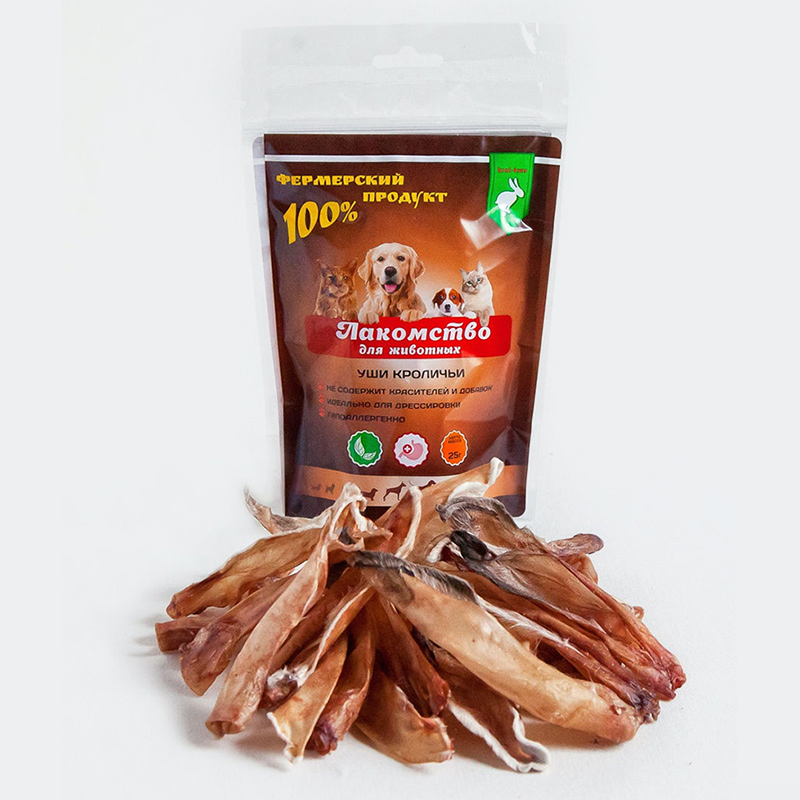 ФЕРМЕРСКИЙ
ПРОДУКТ
100%
Лакомство
для животных
УШИ КРОЛИЧЬИ
НЕ СОДЕРЖИТ КРАСИТЕЛЕЙ И ДОБАВОК
ИДЕАЛЬНО ДЛЯ ДРЕССИРОВКИ
ГИПОАЛЛЕРГЕННО
25г